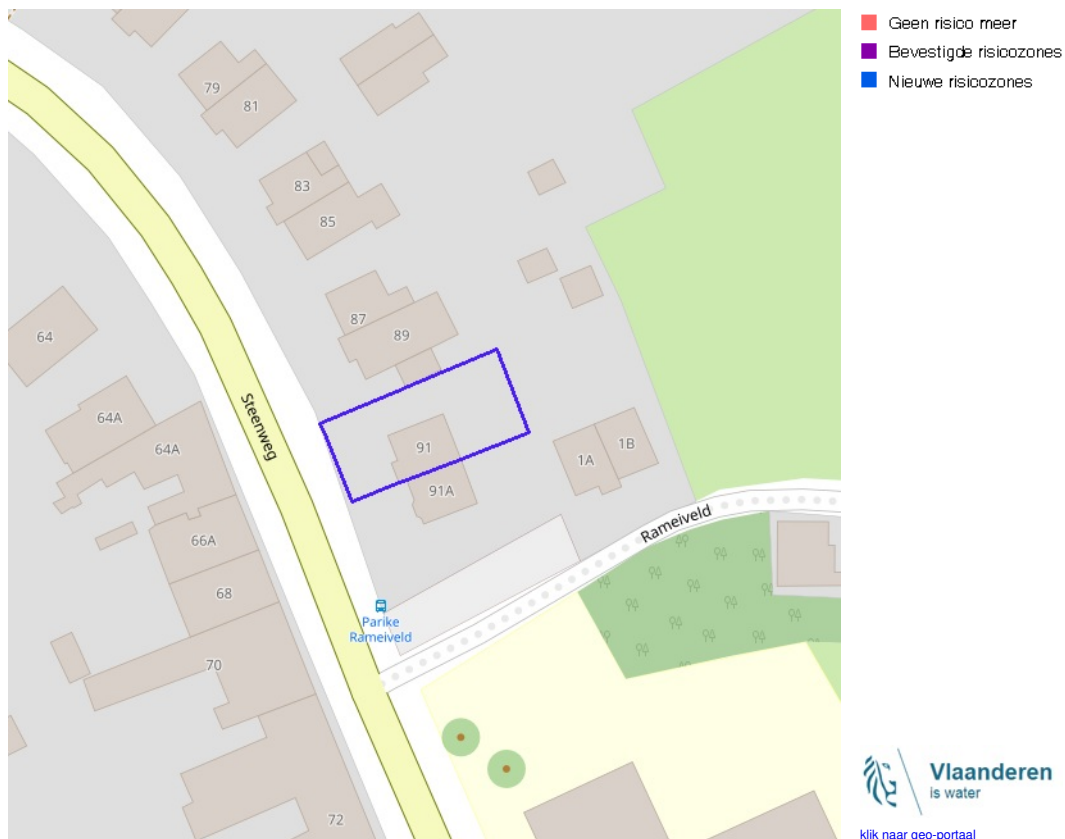 Geen risico meer
Bevestigde risicozones
Nieuwe risicozones
79
81
83
85
87
89
64
64A
64A
Steenweg
91
91A
1A
1B
66A
68
Rameiveld
Parike
Rameiveld
70
72
Vlaanderen
is water
klik naar geo-portaal